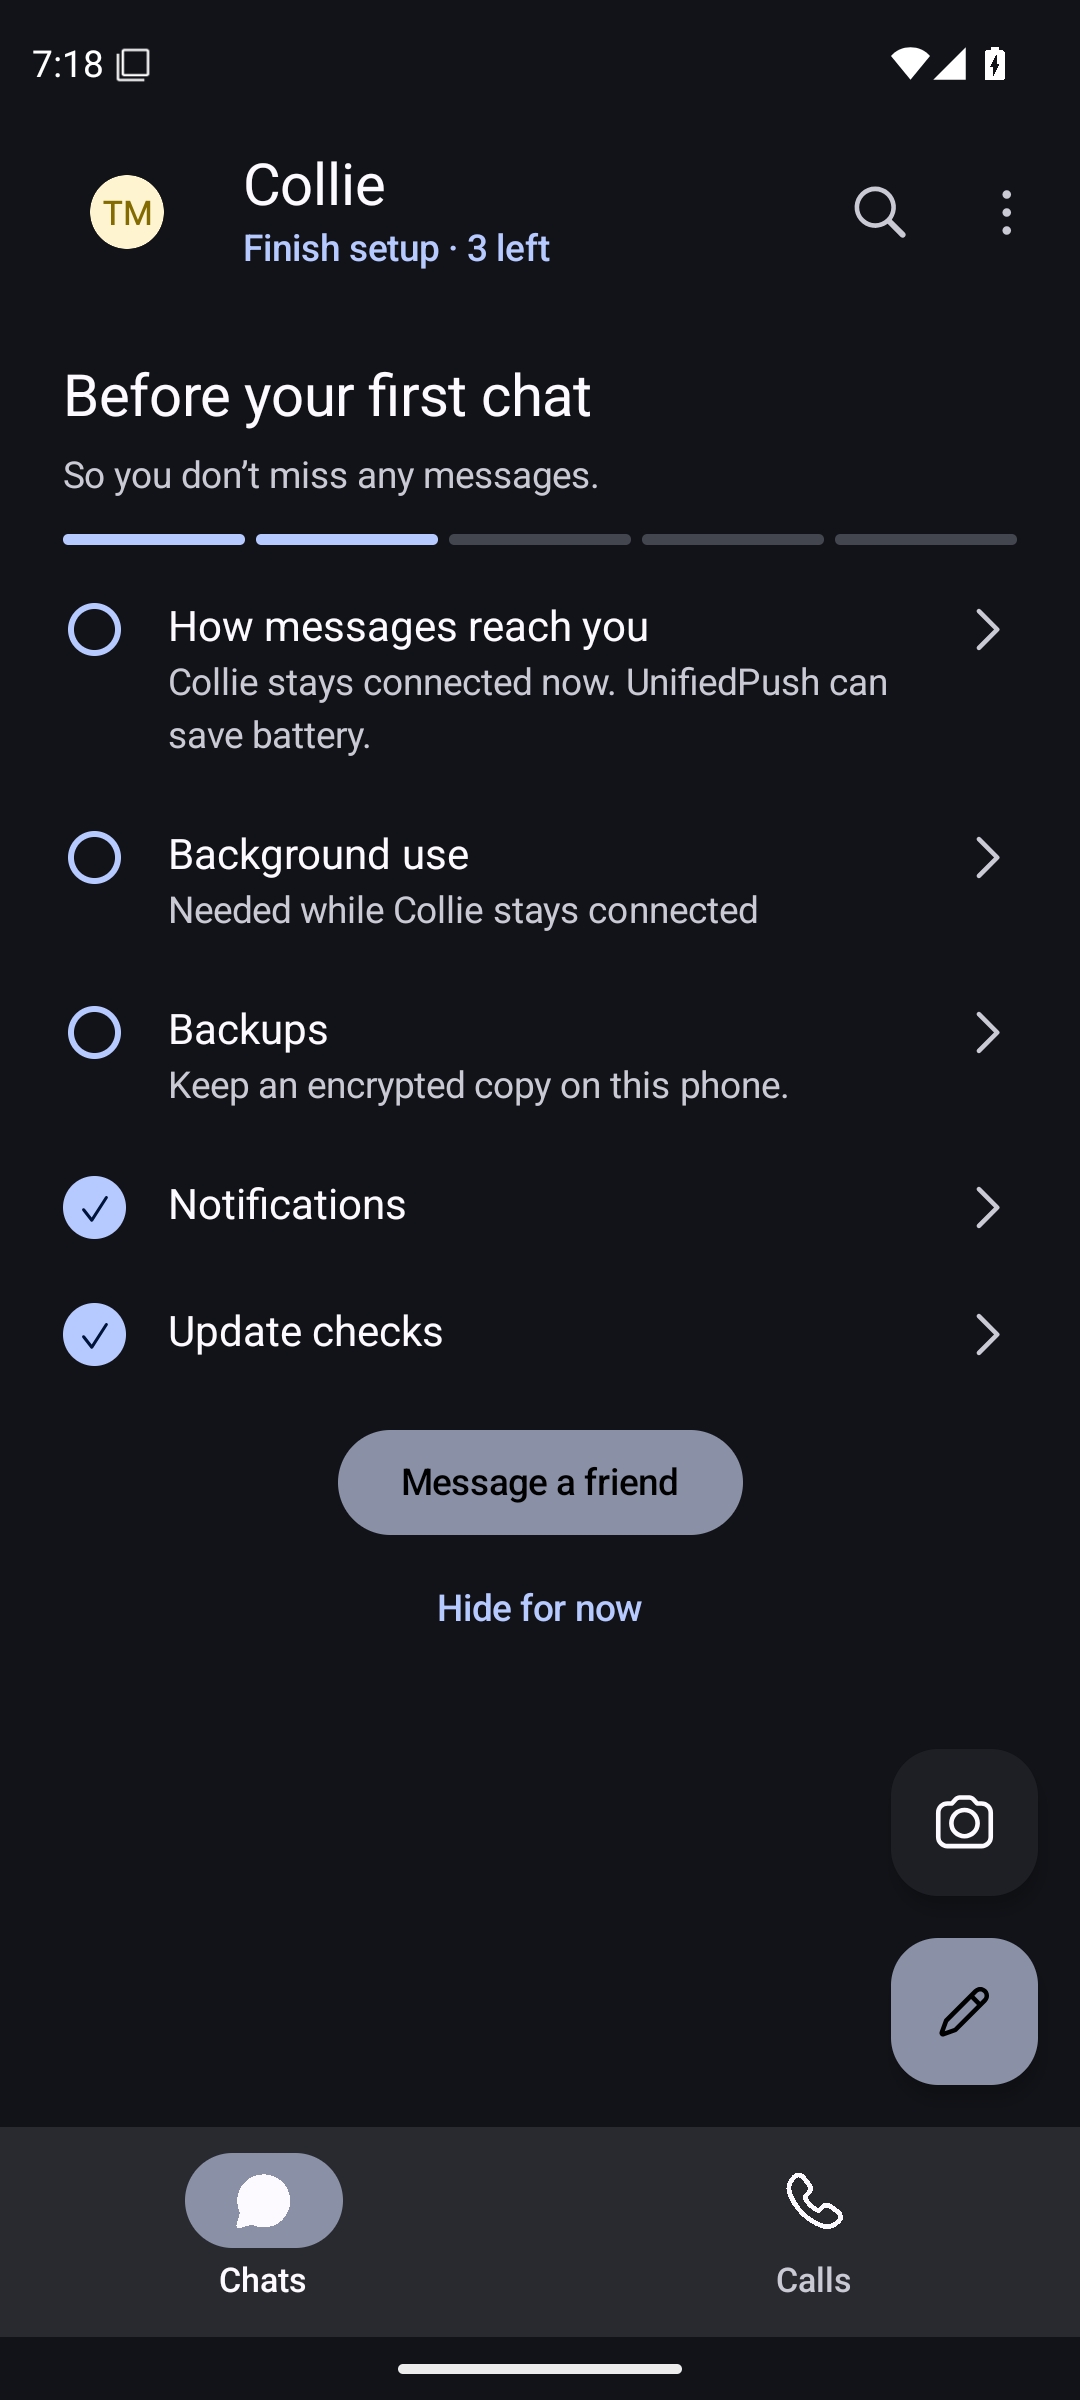 7:18
TM
Collie
Finish setup · 3 left
Before your first chat
So you don’t miss any messages.
How messages reach you
Collie stays connected now. UnifiedPush can
save battery.
Background use
Needed while Collie stays connected
Backups
Keep an encrypted copy on this phone.
Notifications
Update checks
Message a friend
Hide for now
Chats
Calls